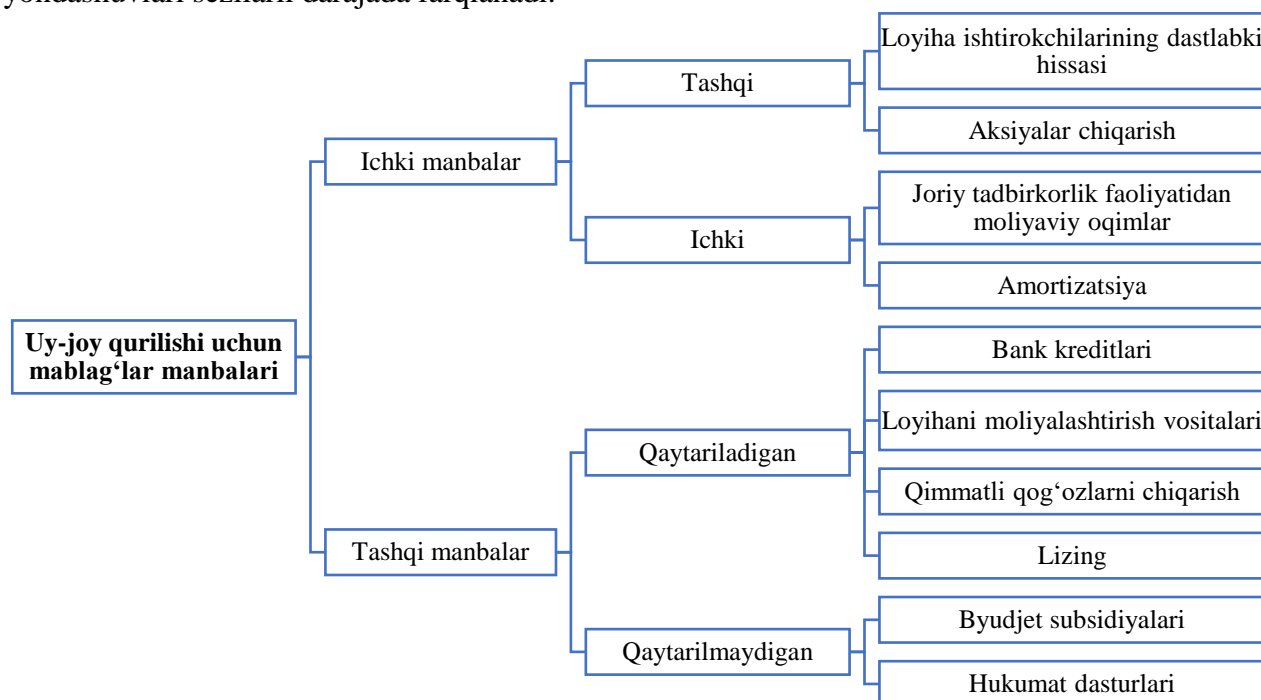 yondashuvlari sezilarli darajada farqlanadi.
Uy-joy qurilishi uchun
mablag‘lar manbalari
Ichki manbalar
Tashqi
Loyiha ishtirokchilarining dastlabki
hissasi
Aksiyalar chiqarish
Ichki
Joriy tadbirkorlik faoliyatidan
moliyaviy oqimlar
Amortizatsiya
Tashqi manbalar
Qaytariladigan
Bank kreditlari
Loyihani moliyalashtirish vositalari
Qimmatli qog‘ozlarni chiqarish
Lizing
Qaytarilmaydigan
Byudjet subsidiyalari
Hukumat dasturlari